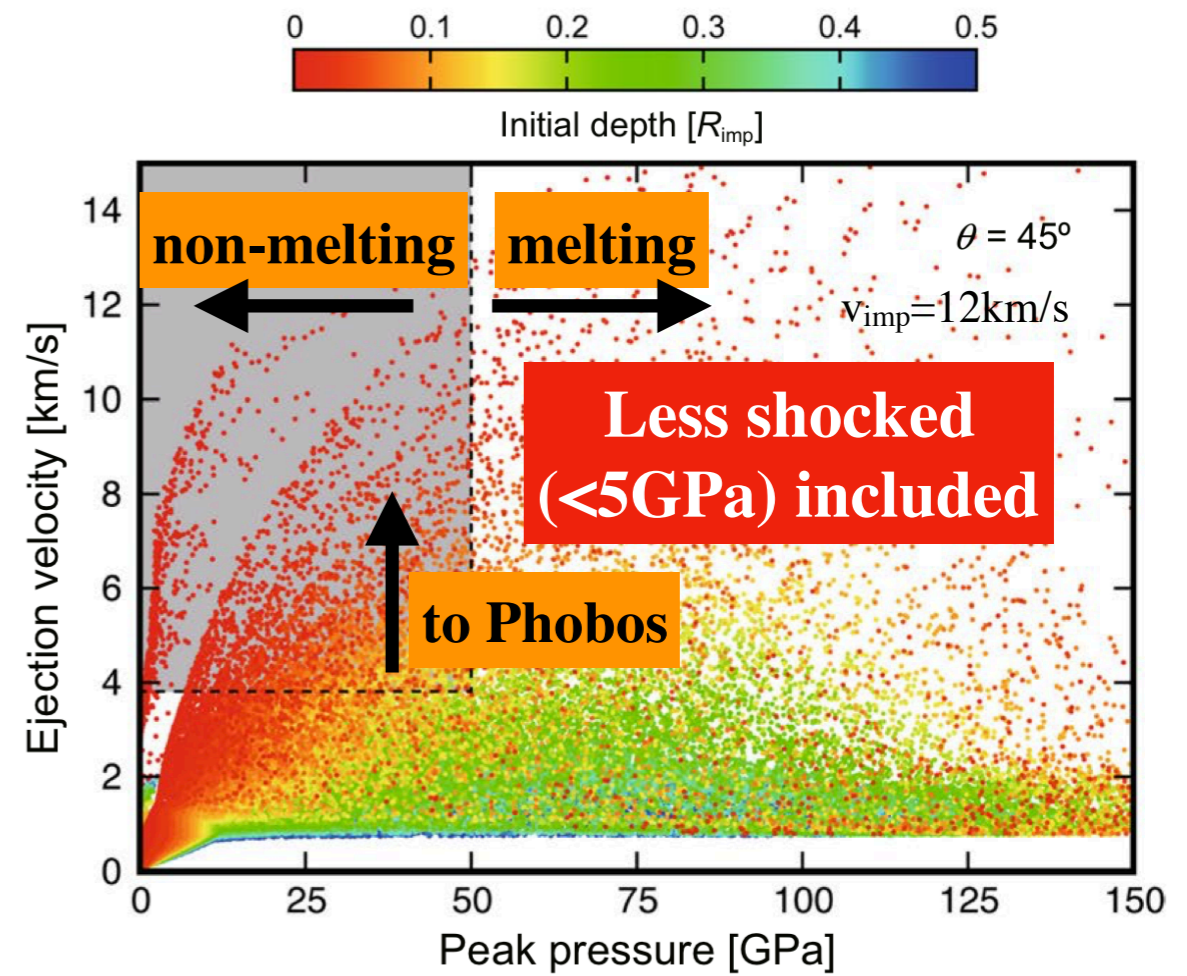 0 0.1 0.2 0.3 0.4 0.5
Initial depth [R_imp]
non-melting
melting
θ = 45º
v_imp=12km/s
Less shocked
(<5GPa) included
to Phobos
Ejection velocity [km/s]
14
12
10
8
6
4
2
0
0 25 50 75 100 125 150
Peak pressure [GPa]